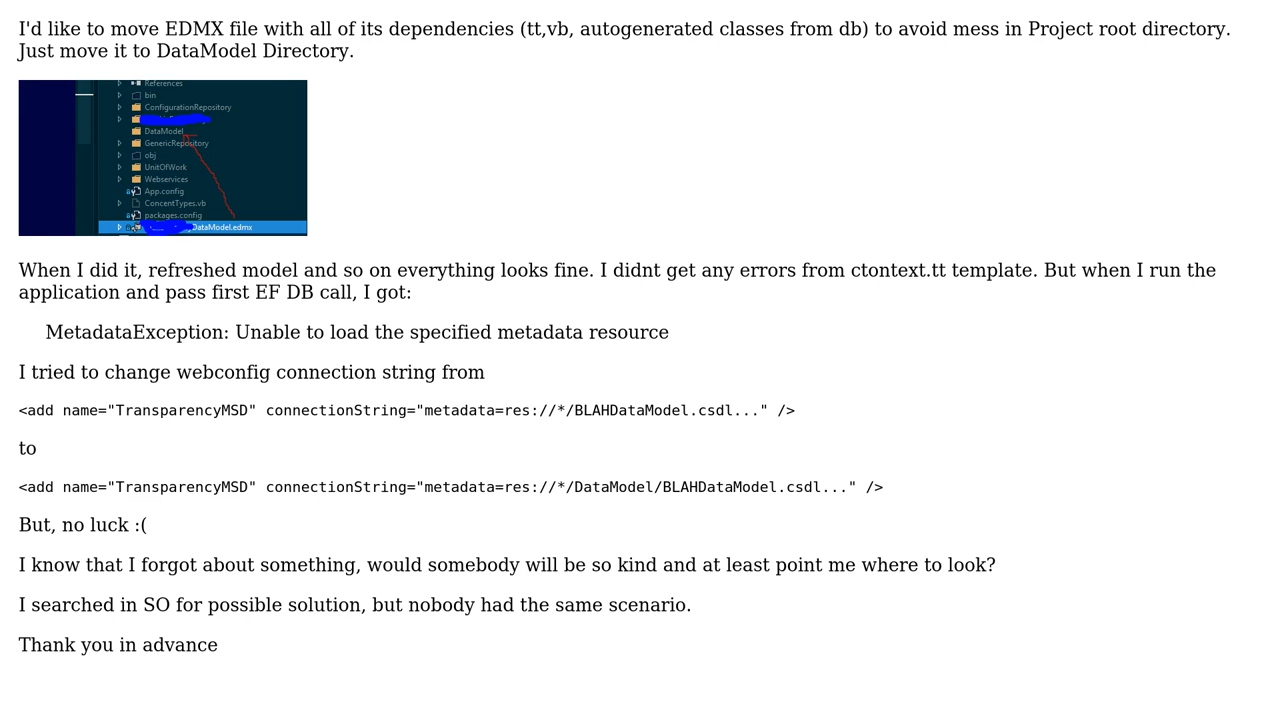 I'd like to move EDMX file with all of its dependencies (tt,vb, autogenerated classes from db) to avoid mess in Project root directory.
Just move it to DataModel Directory.
References
bin
ConfigurationRepository
DataModel
GenericRepository
obj
UnitOfWork
Webservices
App.config
ConcentTypes.vb
packages.config
DataModel.edmx
When I did it, refreshed model and so on everything looks fine. I didnt get any errors from ctontext.tt template. But when I run the
application and pass first EF DB call, I got:
MetadataException: Unable to load the specified metadata resource
I tried to change webconfig connection string from
<add name="TransparencyMSD" connectionString="metadata=res://*/BLAHDataModel.csdl..." />
to
<add name="TransparencyMSD" connectionString="metadata=res://*/DataModel/BLAHDataModel.csdl..." />
But, no luck :(
I know that I forgot about something, would somebody will be so kind and at least point me where to look?
I searched in SO for possible solution, but nobody had the same scenario.
Thank you in advance